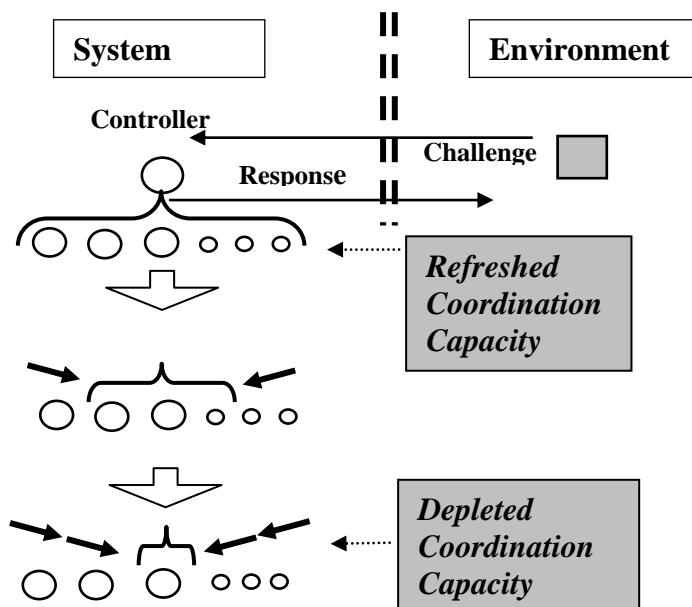 System
Environment
Controller
Challenge
Response
Refreshed
Coordination
Capacity
Depleted
Coordination
Capacity